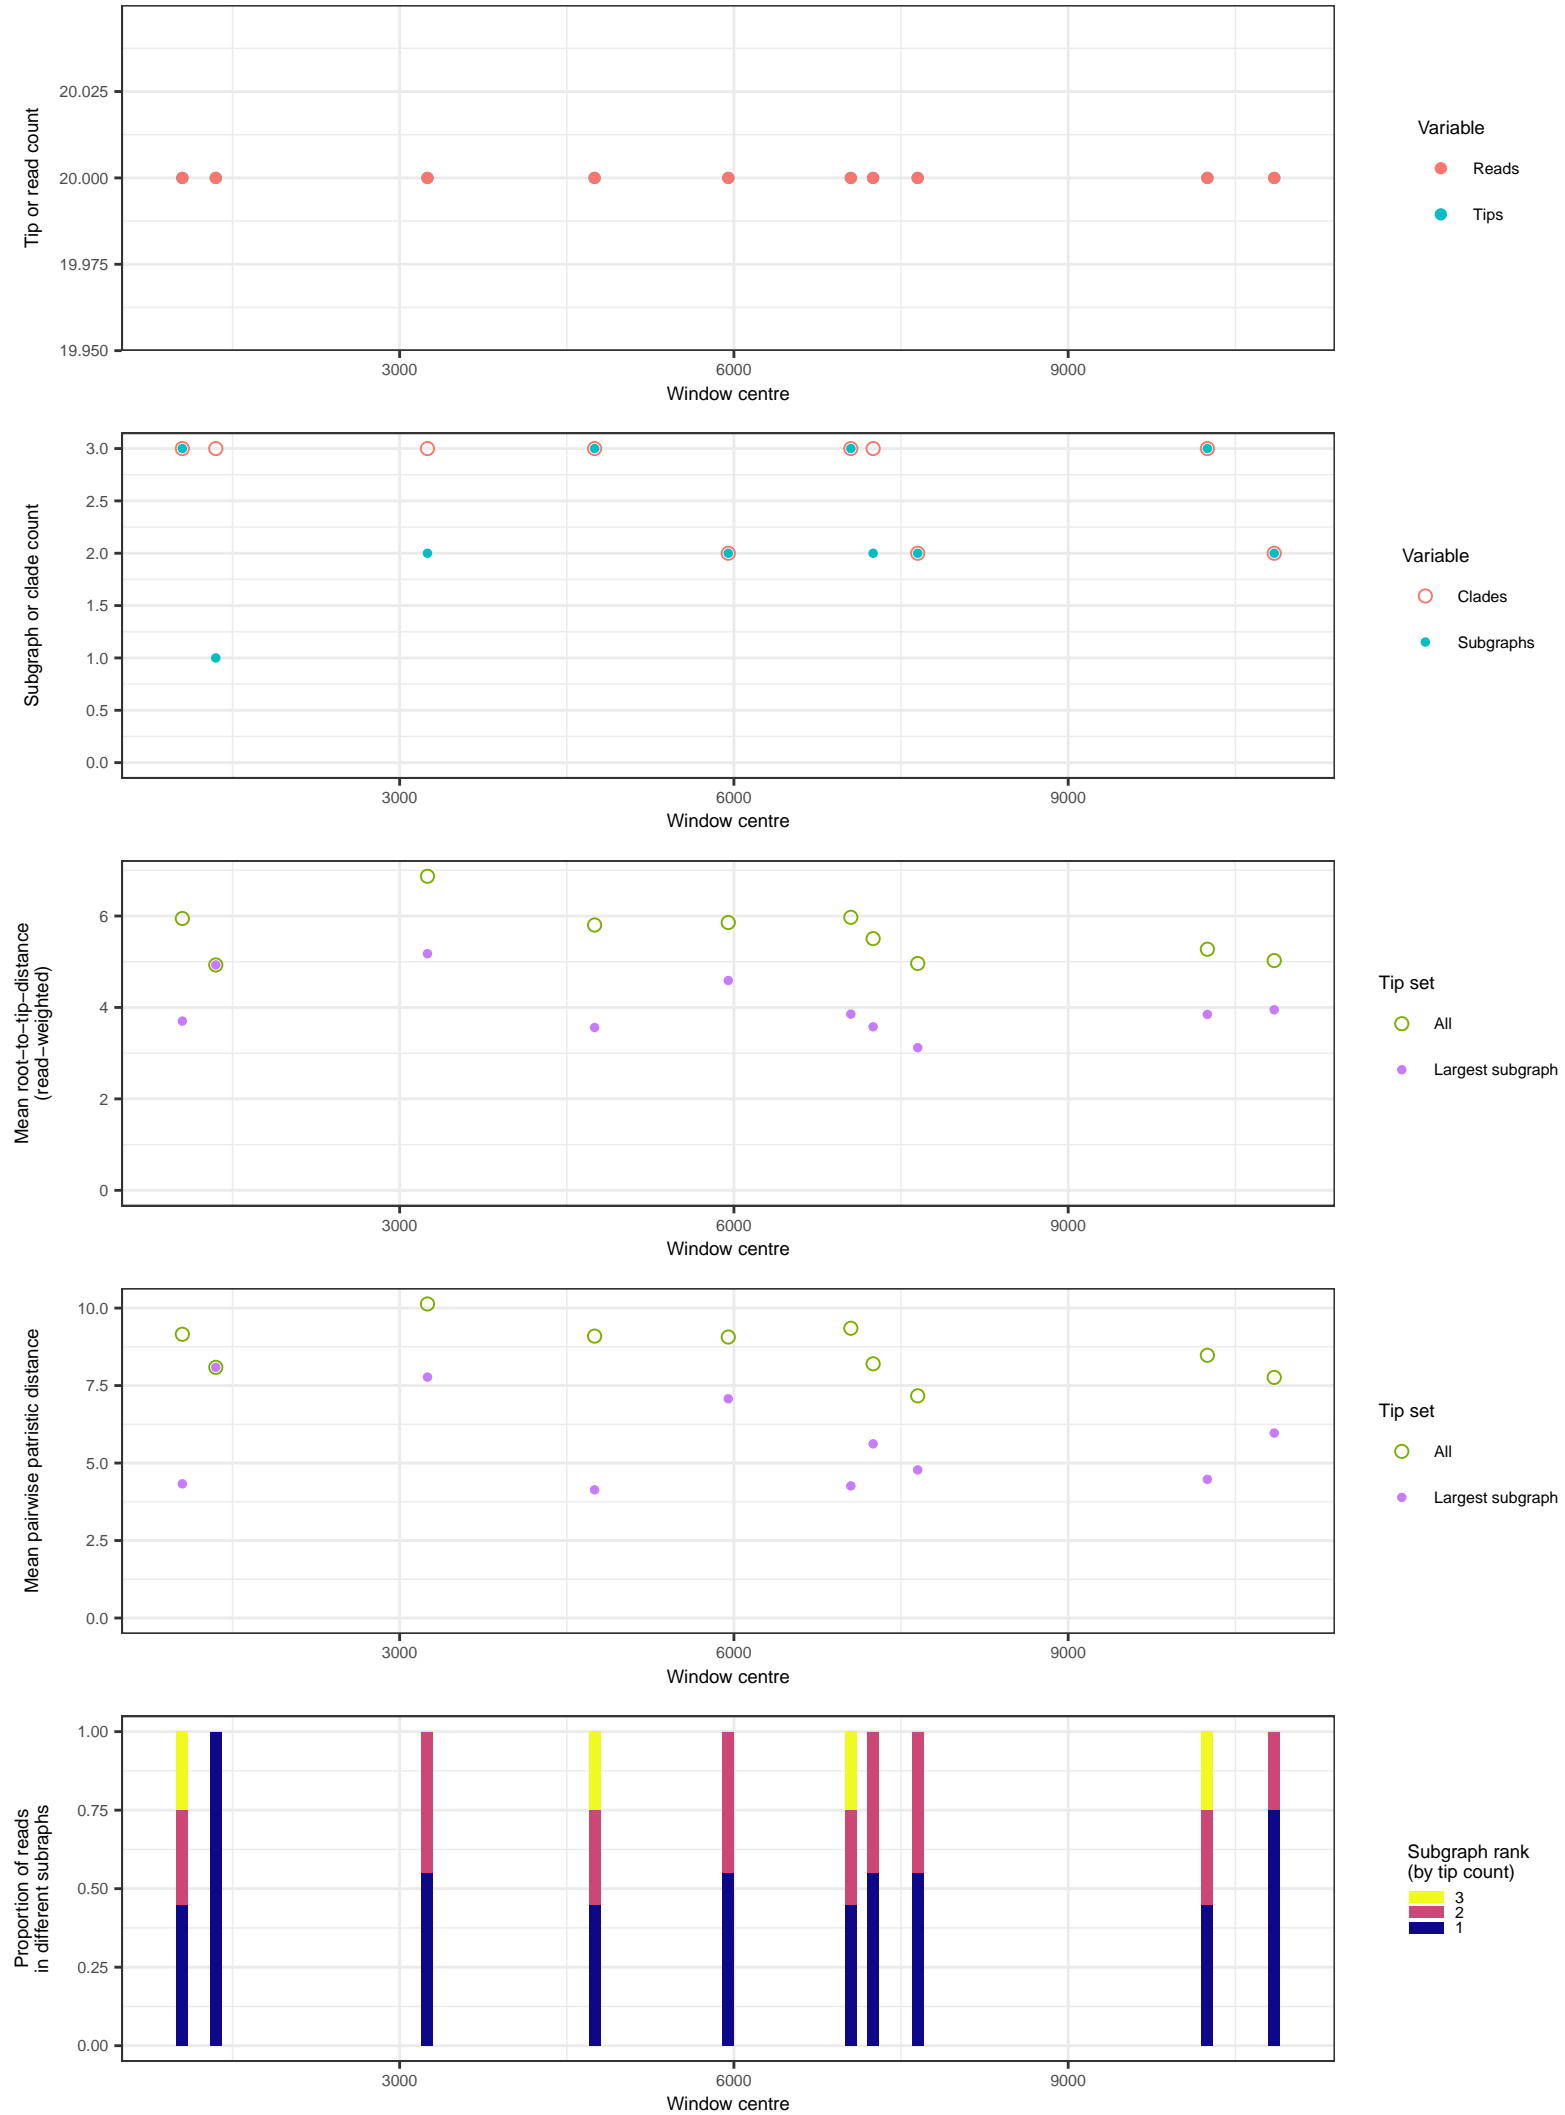 20.025
20.000
19.975
19.950
Tip or read count
3000 6000 9000
Window centre
Variable
Reads
Tips
3.0
2.5
2.0
1.5
1.0
0.5
0.0
Subgraph or clade count
3000 6000 9000
Window centre
Variable
Clades
Subgraphs
6
4
2
0
Mean root−to−tip−distance
(read−weighted)
3000 6000 9000
Window centre
Tip set
All
Largest subgraph
10.0
7.5
5.0
2.5
0.0
Mean pairwise patristic distance
3000 6000 9000
Window centre
Tip set
All
Largest subgraph
1.00
0.75
0.50
0.25
0.00
Proportion of reads
in different subraphs
3000 6000 9000
Window centre
Subgraph rank
(by tip count)
3
2
1